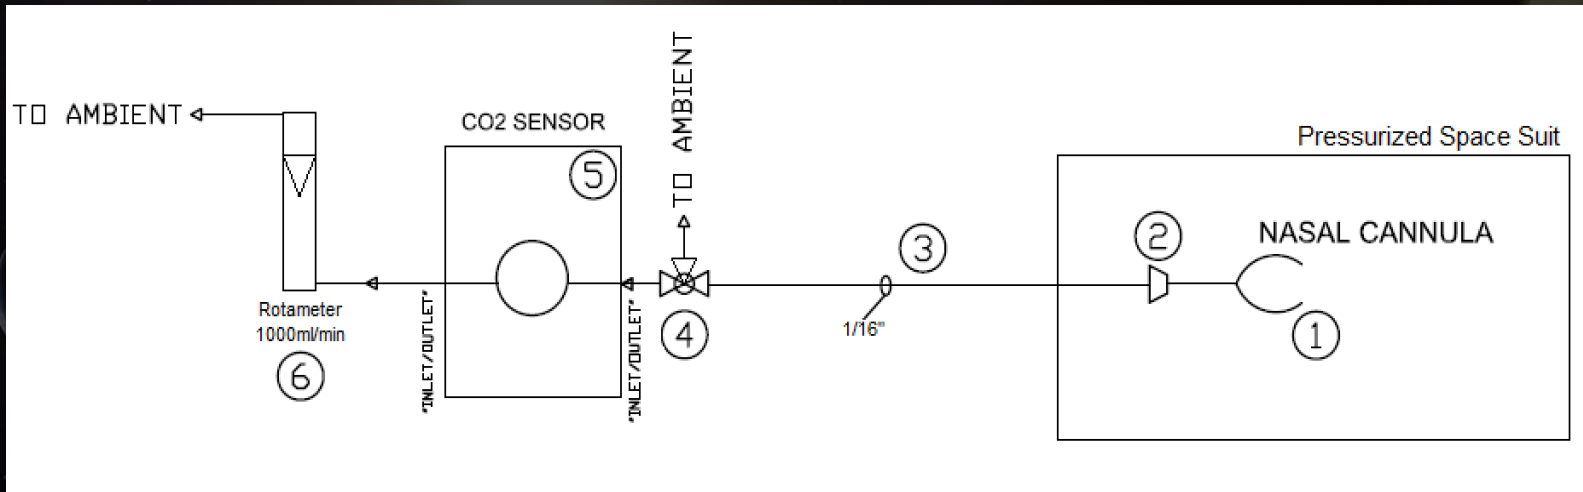 TO AMBIENT
CO2 SENSOR
TO AMBIENT
Pressurized Space Suit
5
2
NASAL CANNULA
3
1/16"
1
4
"INLET/OUTLET"
"INLET/OUTLET"
Rotameter
1000ml/min
6